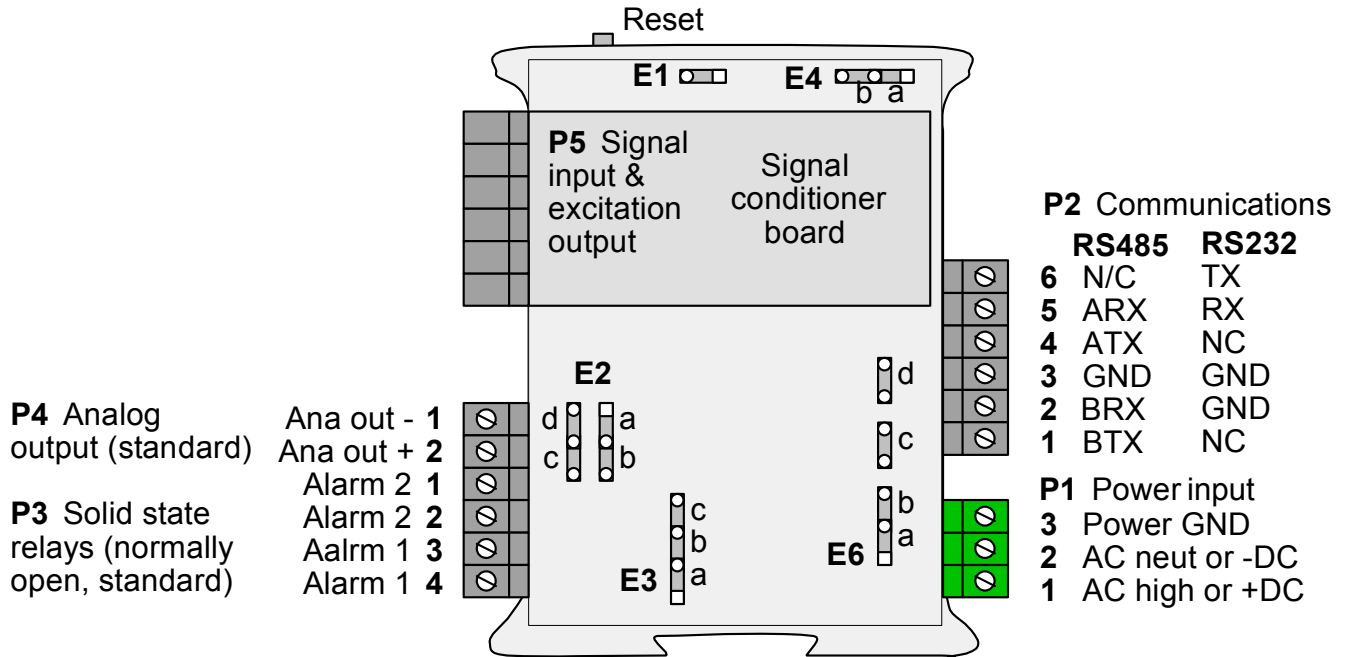 Reset
E1
E4
b a
P5 Signal
input &
excitation
output
Signal
conditioner
board
P2 Communications
RS485 RS232
6 N/C TX
5 ARX RX
4 ATX NC
3 GND GND
2 BRX GND
1 BTX NC
P1 Power input
3 Power GND
2 AC neut or -DC
1 AC high or +DC
P4 Analog
output (standard)
P3 Solid state
relays (normally
open, standard)
Ana out - 1
Ana out + 2
Alarm 2 1
Alarm 2 2
Aalrm 1 3
Alarm 1 4
E2
d a
c b
E3
c
b
a
E6
d
c
b
a